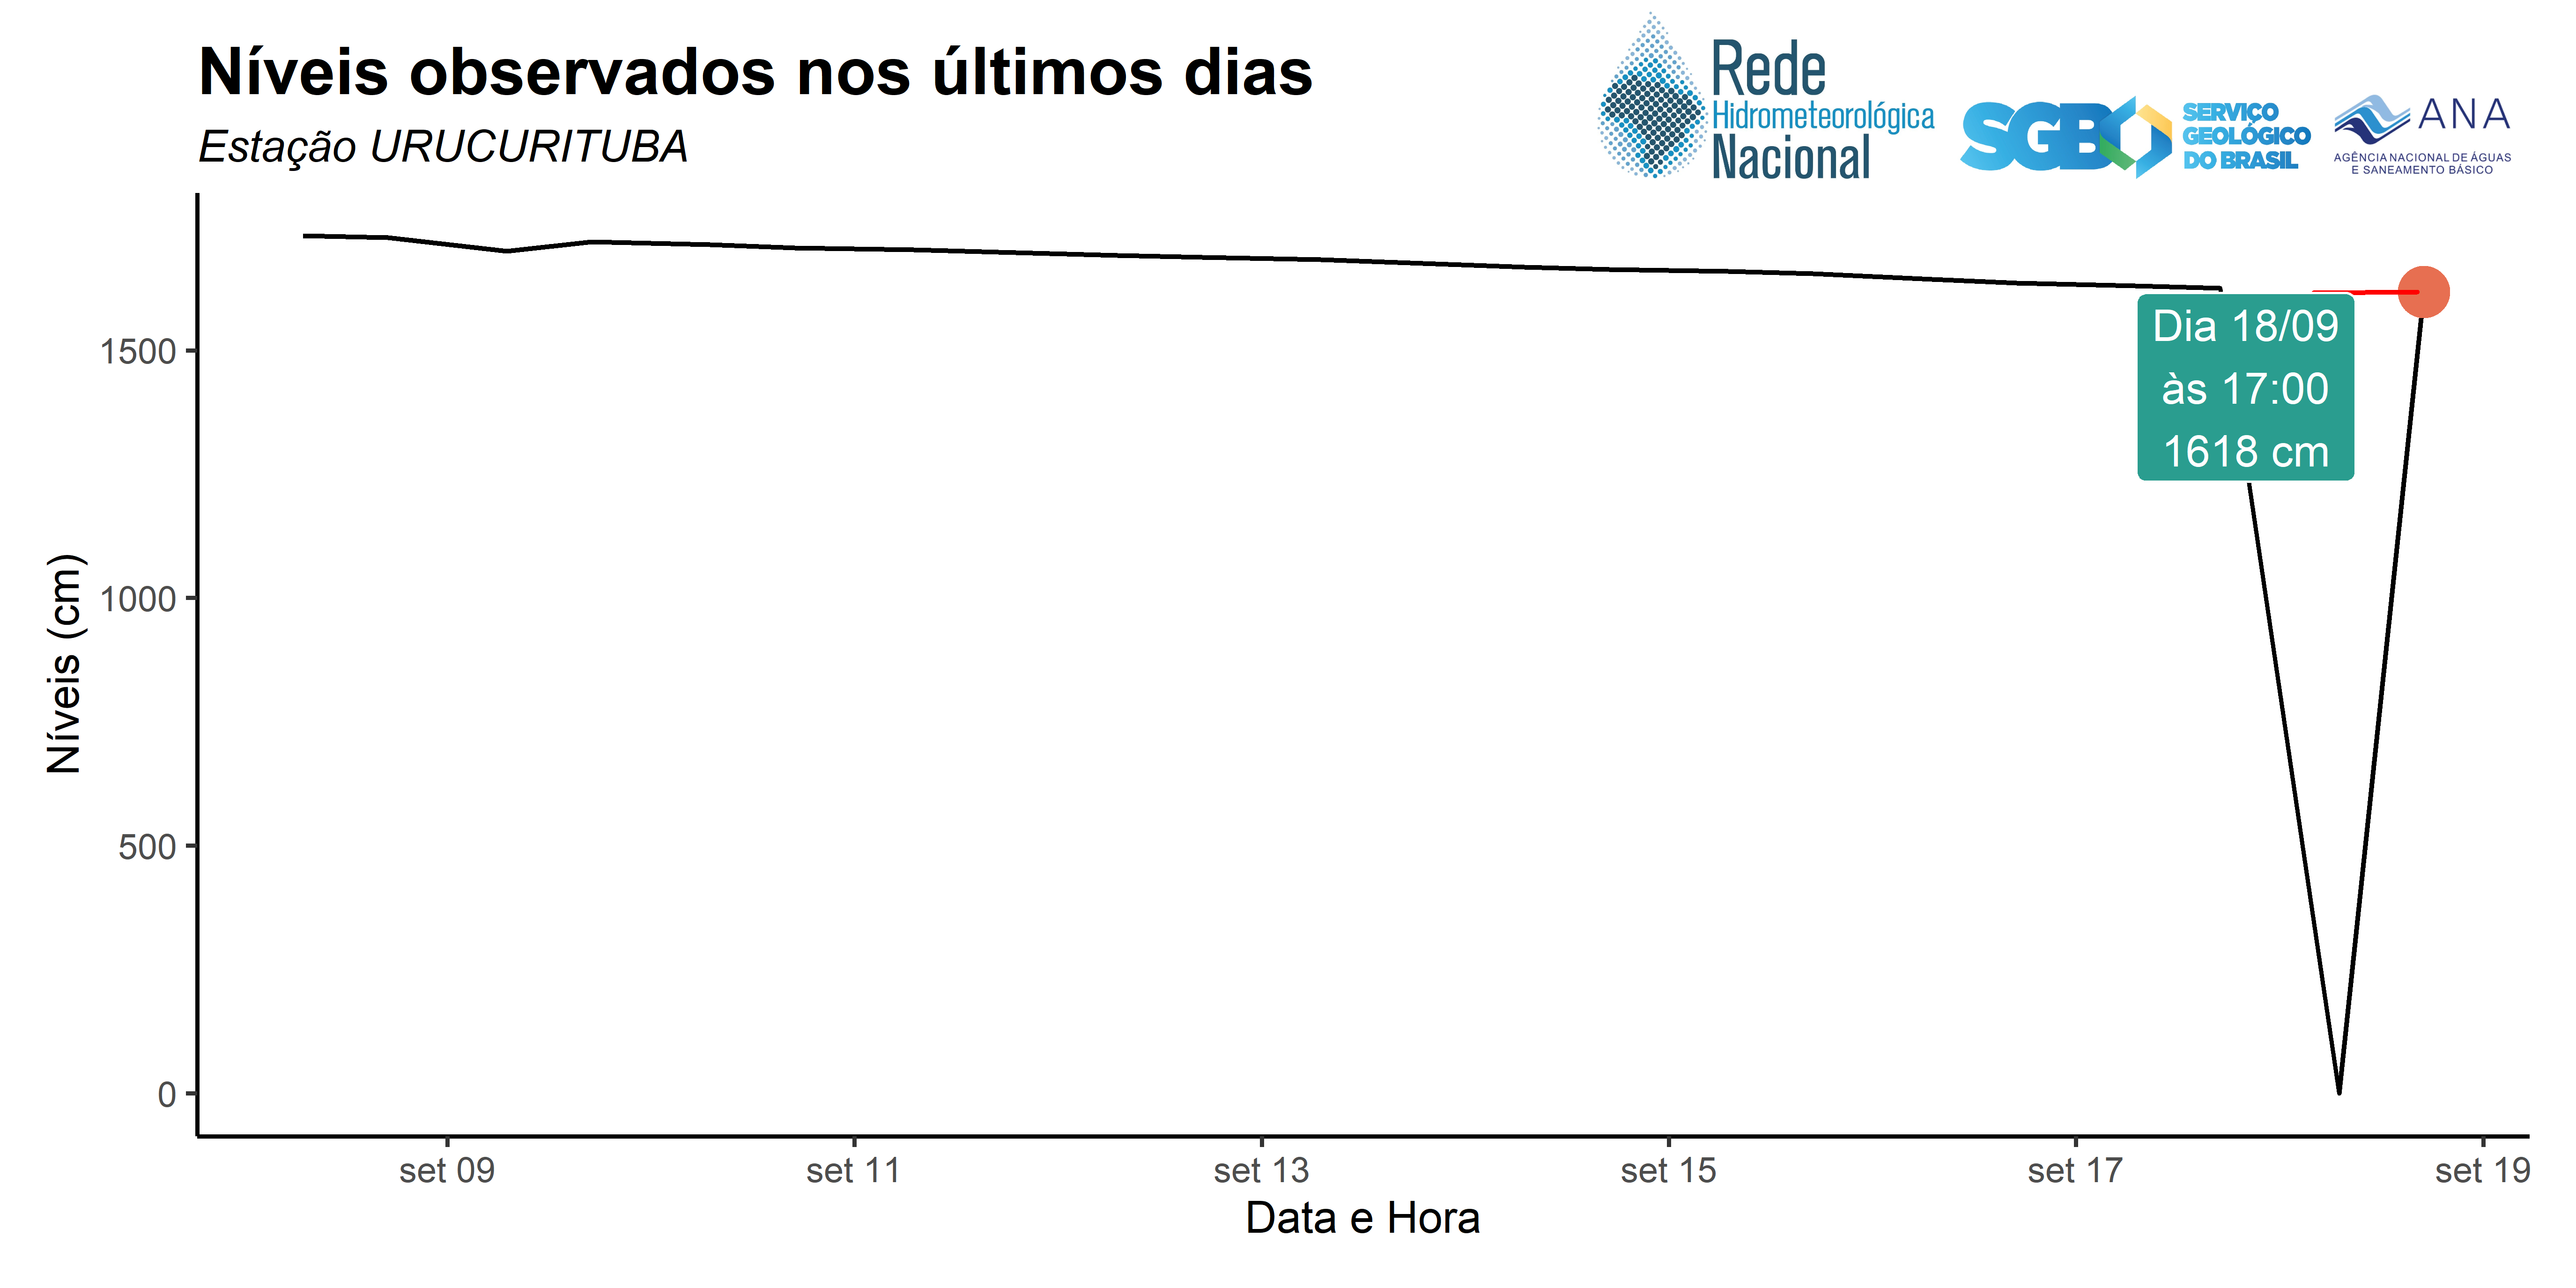 Níveis observados nos últimos dias
Estação URUCURITUBA
Rede
Hidrometeorológica
Nacional
SGB
SERVIÇO
GEOLÓGICO
DO BRASIL
ANA
AGÊNCIA NACIONAL DE ÁGUAS
E SANEAMENTO BÁSICO
Níveis (cm)
1500
1000
500
0
Dia 18/09
às 17:00
1618 cm
set 09
set 11
set 13
set 15
set 17
set 19
Data e Hora